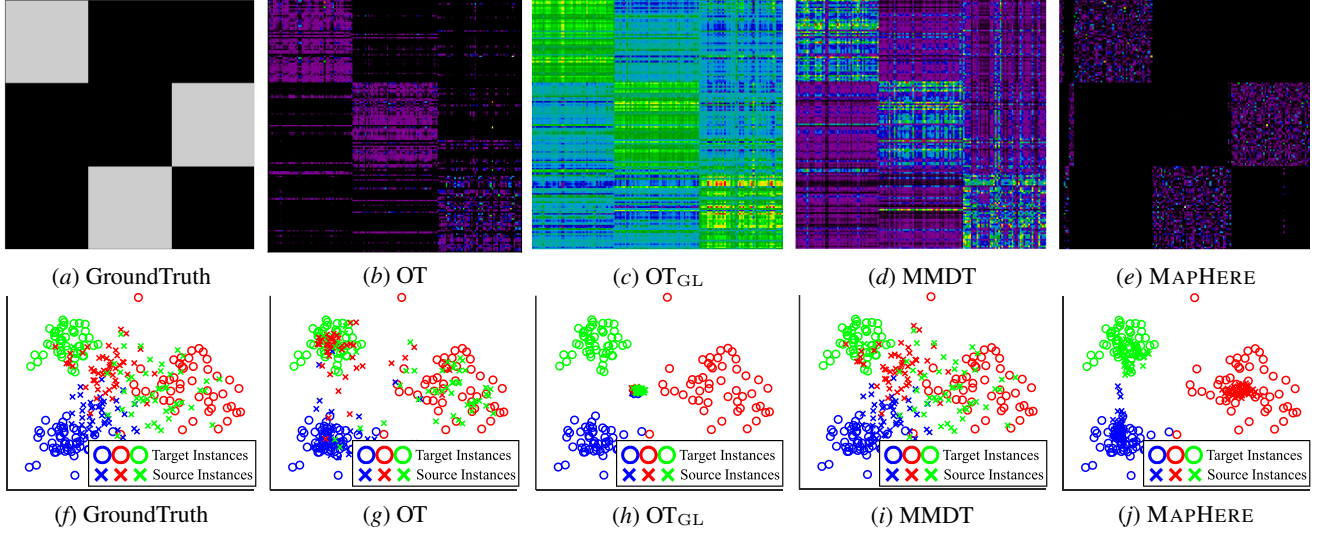 (a) GroundTruth
(b) OT
(c) OTGL
(d) MMDT
(e) MAPHERE
Target Instances
Source Instances
Target Instances
Source Instances
Target Instances
Source Instances
Target Instances
Source Instances
Target Instances
Source Instances
(f) GroundTruth
(g) OT
(h) OTGL
(i) MMDT
(j) MAPHERE